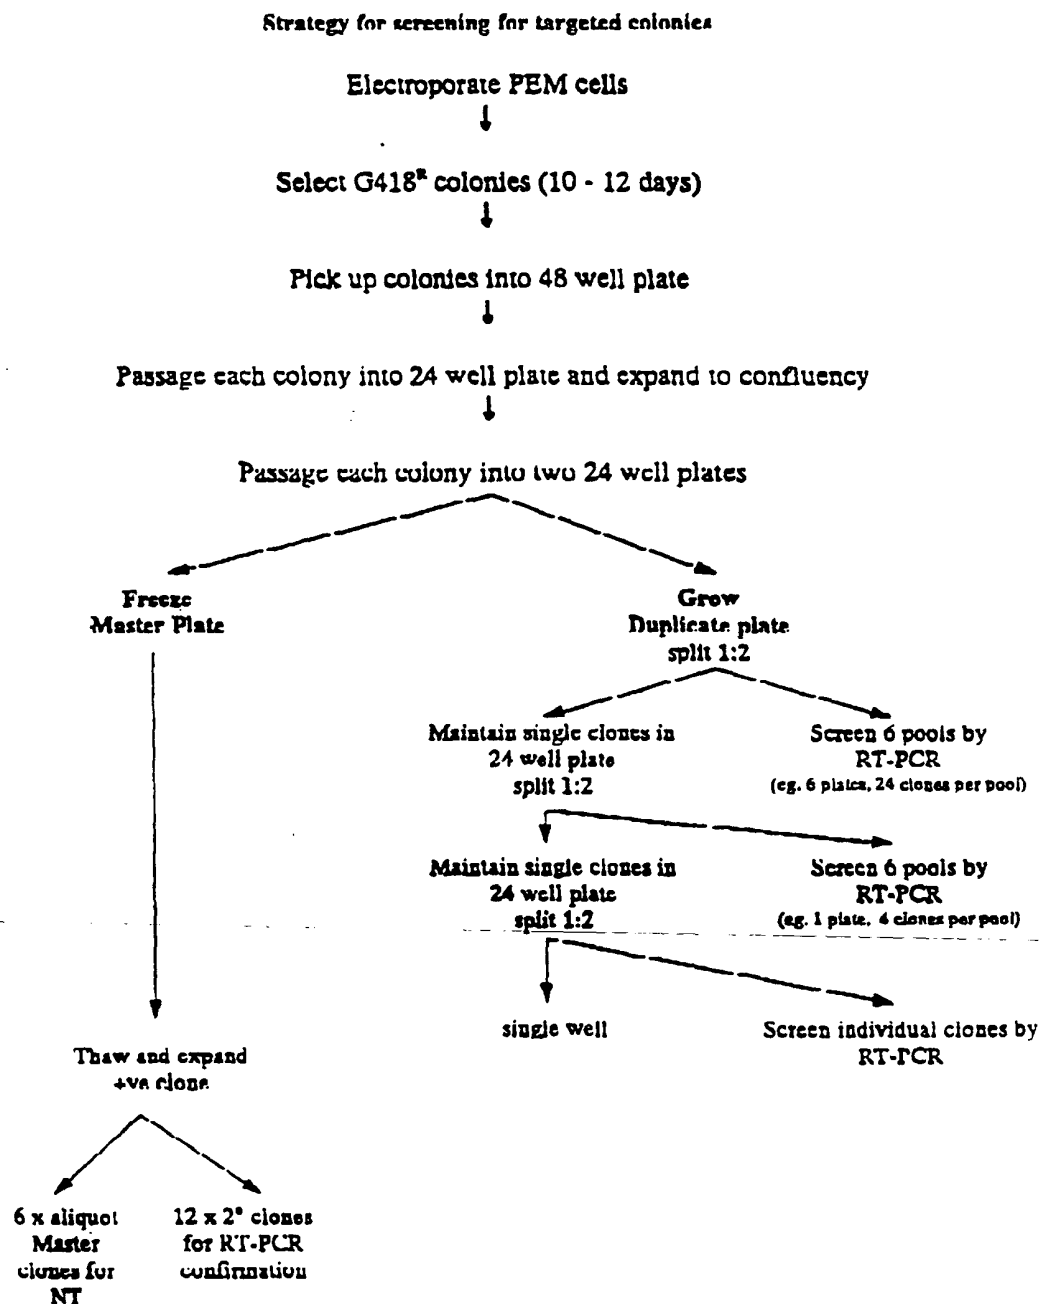 Strategy for screening for targeted colonies
Electroporate PEM cells
Select G418ᴿ colonies (10 - 12 days)
Pick up colonies into 48 well plate
Passage each colony into 24 well plate and expand to confluency
Passage each colony into two 24 well plates
Freeze
Master Plate
Grow
Duplicate plate
split 1:2
Maintain single clones in
24 well plate
split 1:2
Screen 6 pools by
RT-PCR
(eg. 6 plates, 24 clones per pool)
Maintain single clones in
24 well plate
split 1:2
Screen 6 pools by
RT-PCR
(eg. 1 plate, 4 clones per pool)
single well
Screen individual clones by
RT-PCR
Thaw and expand
+ve clone
6 x aliquot
Master
clones for
NT
12 x 2° clones
for RT-PCR
confirmation